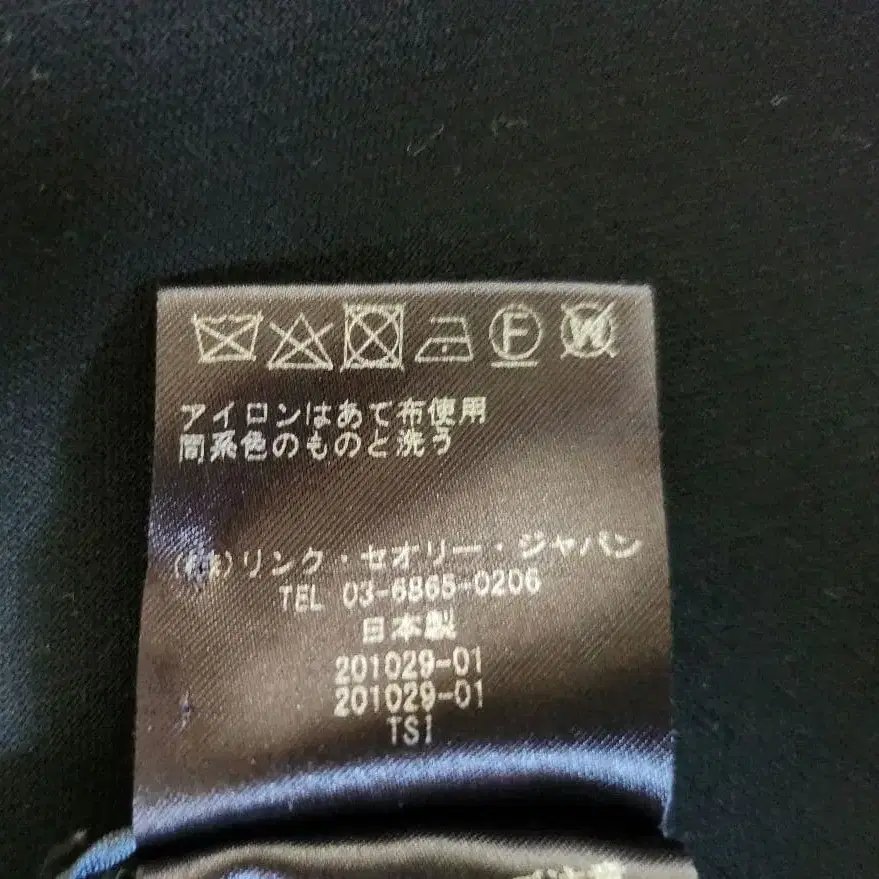 F W
アイロンはあて布使用
同系色のものと洗う
(株)リンク・セオリー・ジャパン
TEL 03-6865-0206
日本製
201029-01
201029-01
TSI